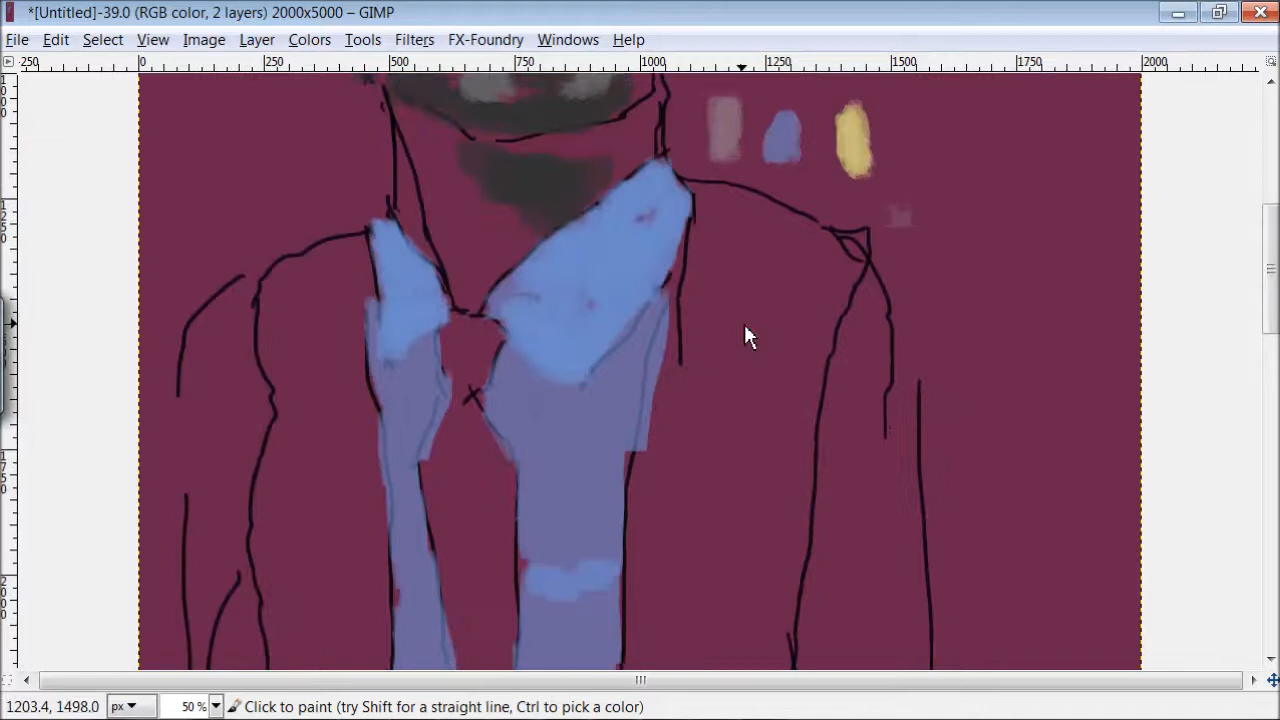 *[Untitled]-39.0 (RGB color, 2 layers) 2000x5000 – GIMP
File Edit Select View Image Layer Colors Tools Filters FX-Foundry Windows Help
-250 0 250 500 750 1000 1250 1500 1750 2000
1203.4, 1498.0 px 50 % Click to paint (try Shift for a straight line, Ctrl to pick a color)